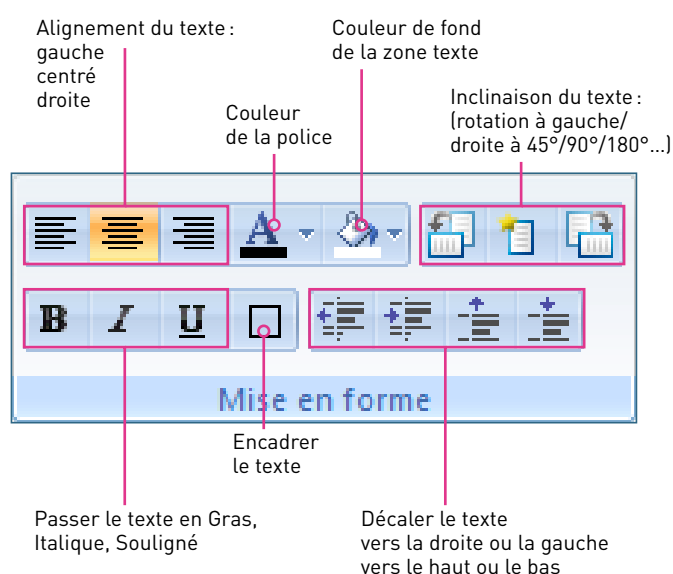 Alignement du texte :
gauche
centré
droite
Couleur de fond
de la zone texte
Couleur
de la police
Inclinaison du texte :
(rotation à gauche/
droite à 45°/90°/180°...)
A
B I U
Mise en forme
Encadrer
le texte
Passer le texte en Gras,
Italique, Souligné
Décaler le texte
vers la droite ou la gauche
vers le haut ou le bas